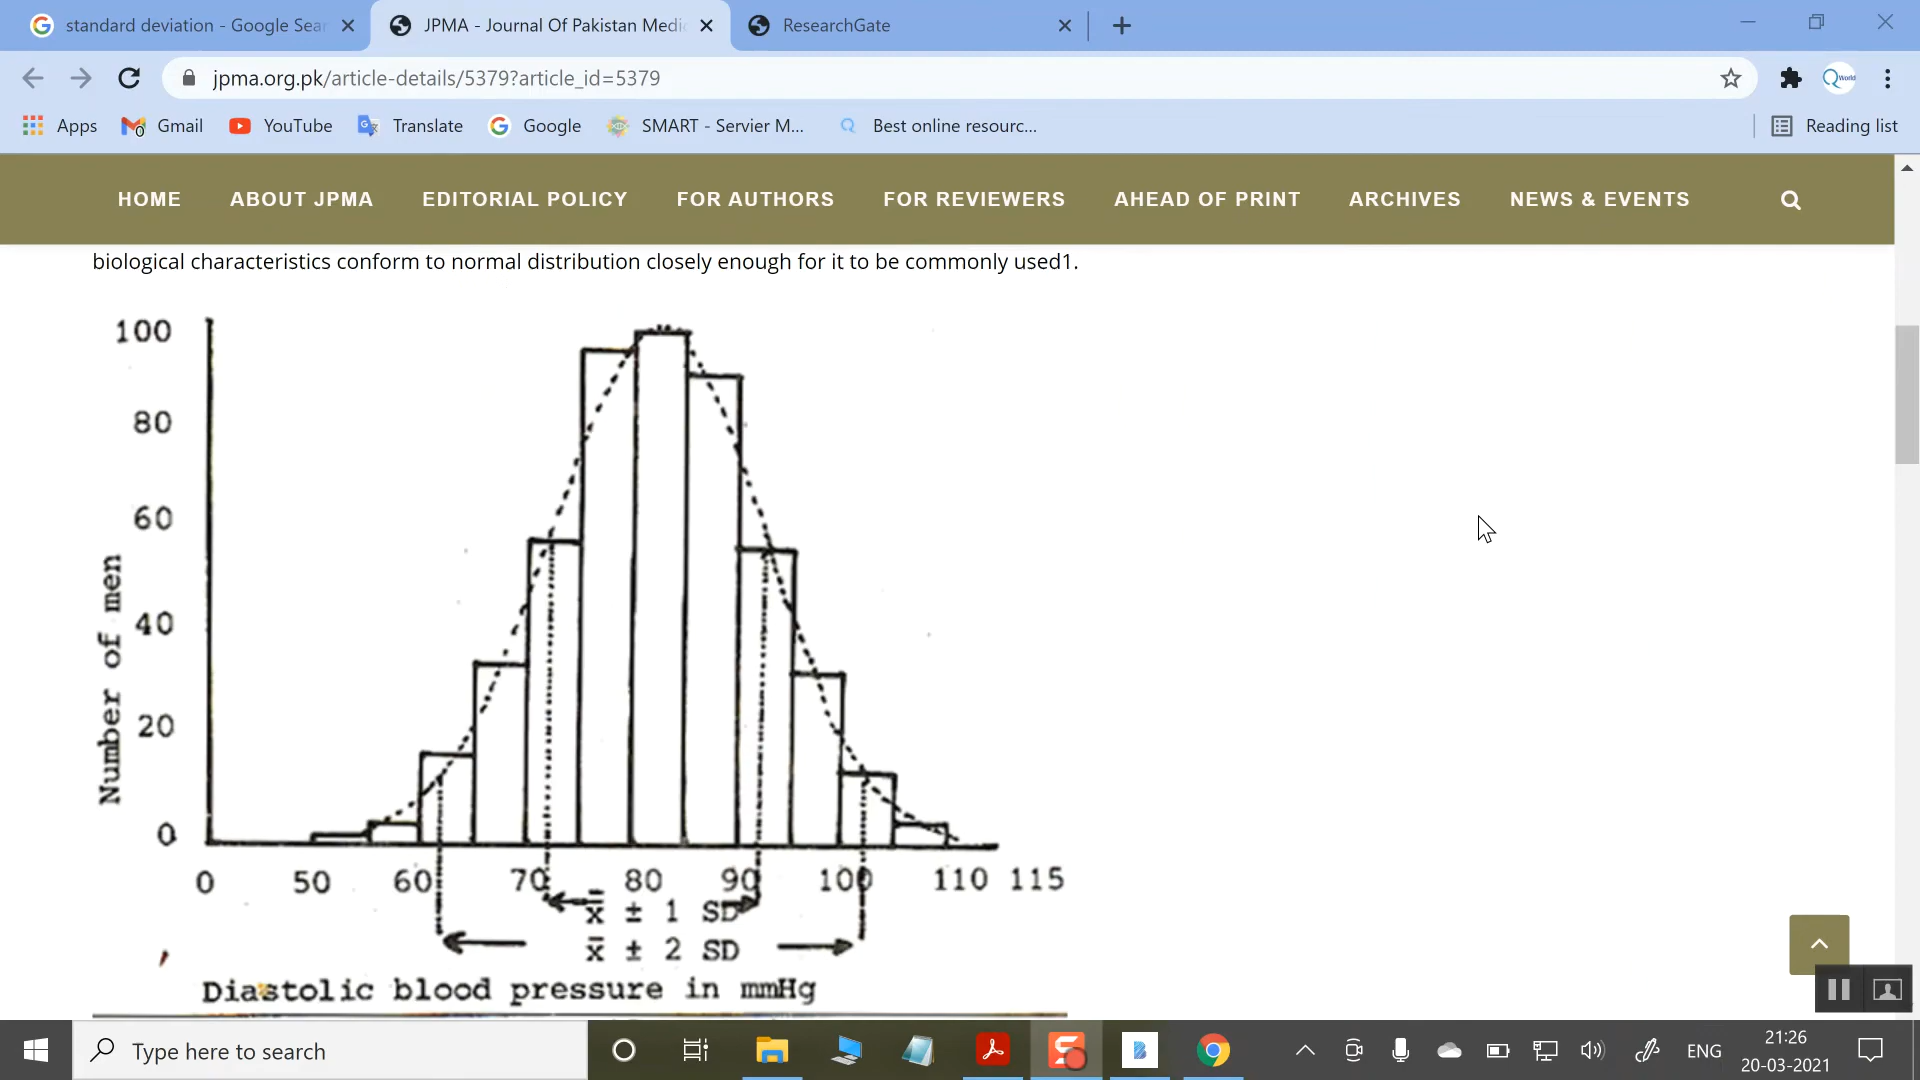 standard deviation - Google Sear
JPMA - Journal Of Pakistan Medic
ResearchGate
jpma.org.pk/article-details/5379?article_id=5379
Apps
Gmail
YouTube
Translate
Google
SMART - Servier M...
Best online resourc...
Reading list
HOME
ABOUT JPMA
EDITORIAL POLICY
FOR AUTHORS
FOR REVIEWERS
AHEAD OF PRINT
ARCHIVES
NEWS & EVENTS
biological characteristics conform to normal distribution closely enough for it to be commonly used1.
100
80
60
40
20
0
Number of men
0 50 60 70 80 90 100 110 115
x̄ ± 1 SD
x̄ ± 2 SD
Diastolic blood pressure in mmHg
Type here to search
ENG
21:26
20-03-2021